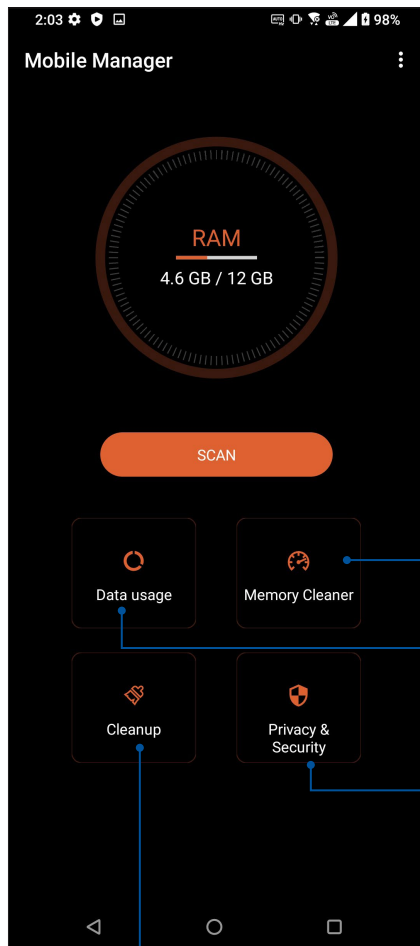 2:03 98%
Mobile Manager
RAM
4.6 GB / 12 GB
SCAN
Data usage
Memory Cleaner
Cleanup
Privacy &
Security